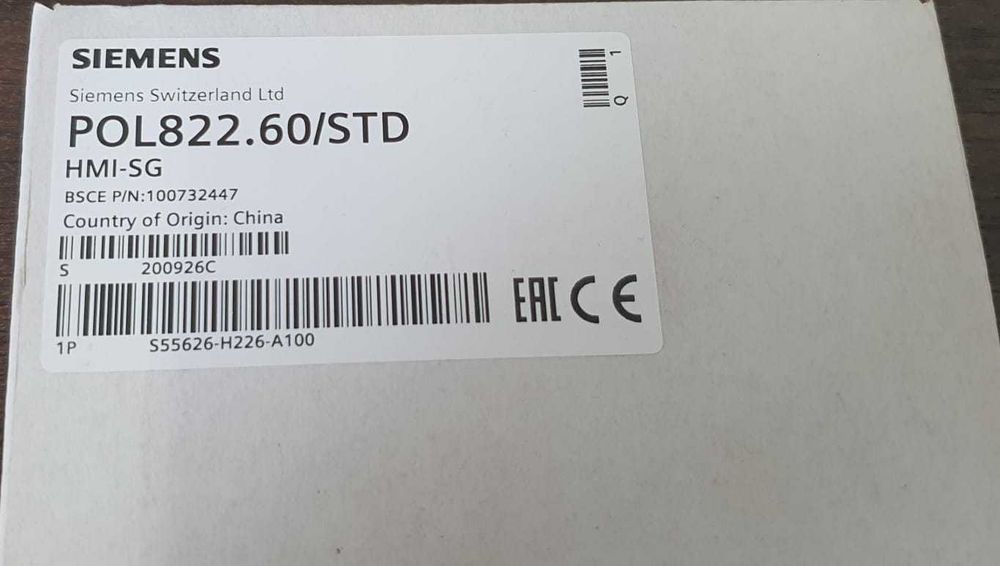 SIEMENS
Siemens Switzerland Ltd
POL822.60/STD
HMI-SG
BSCE P/N:100732447
Country of Origin: China
S 200926C
1P S55626-H226-A100
EAC CE
Q 1